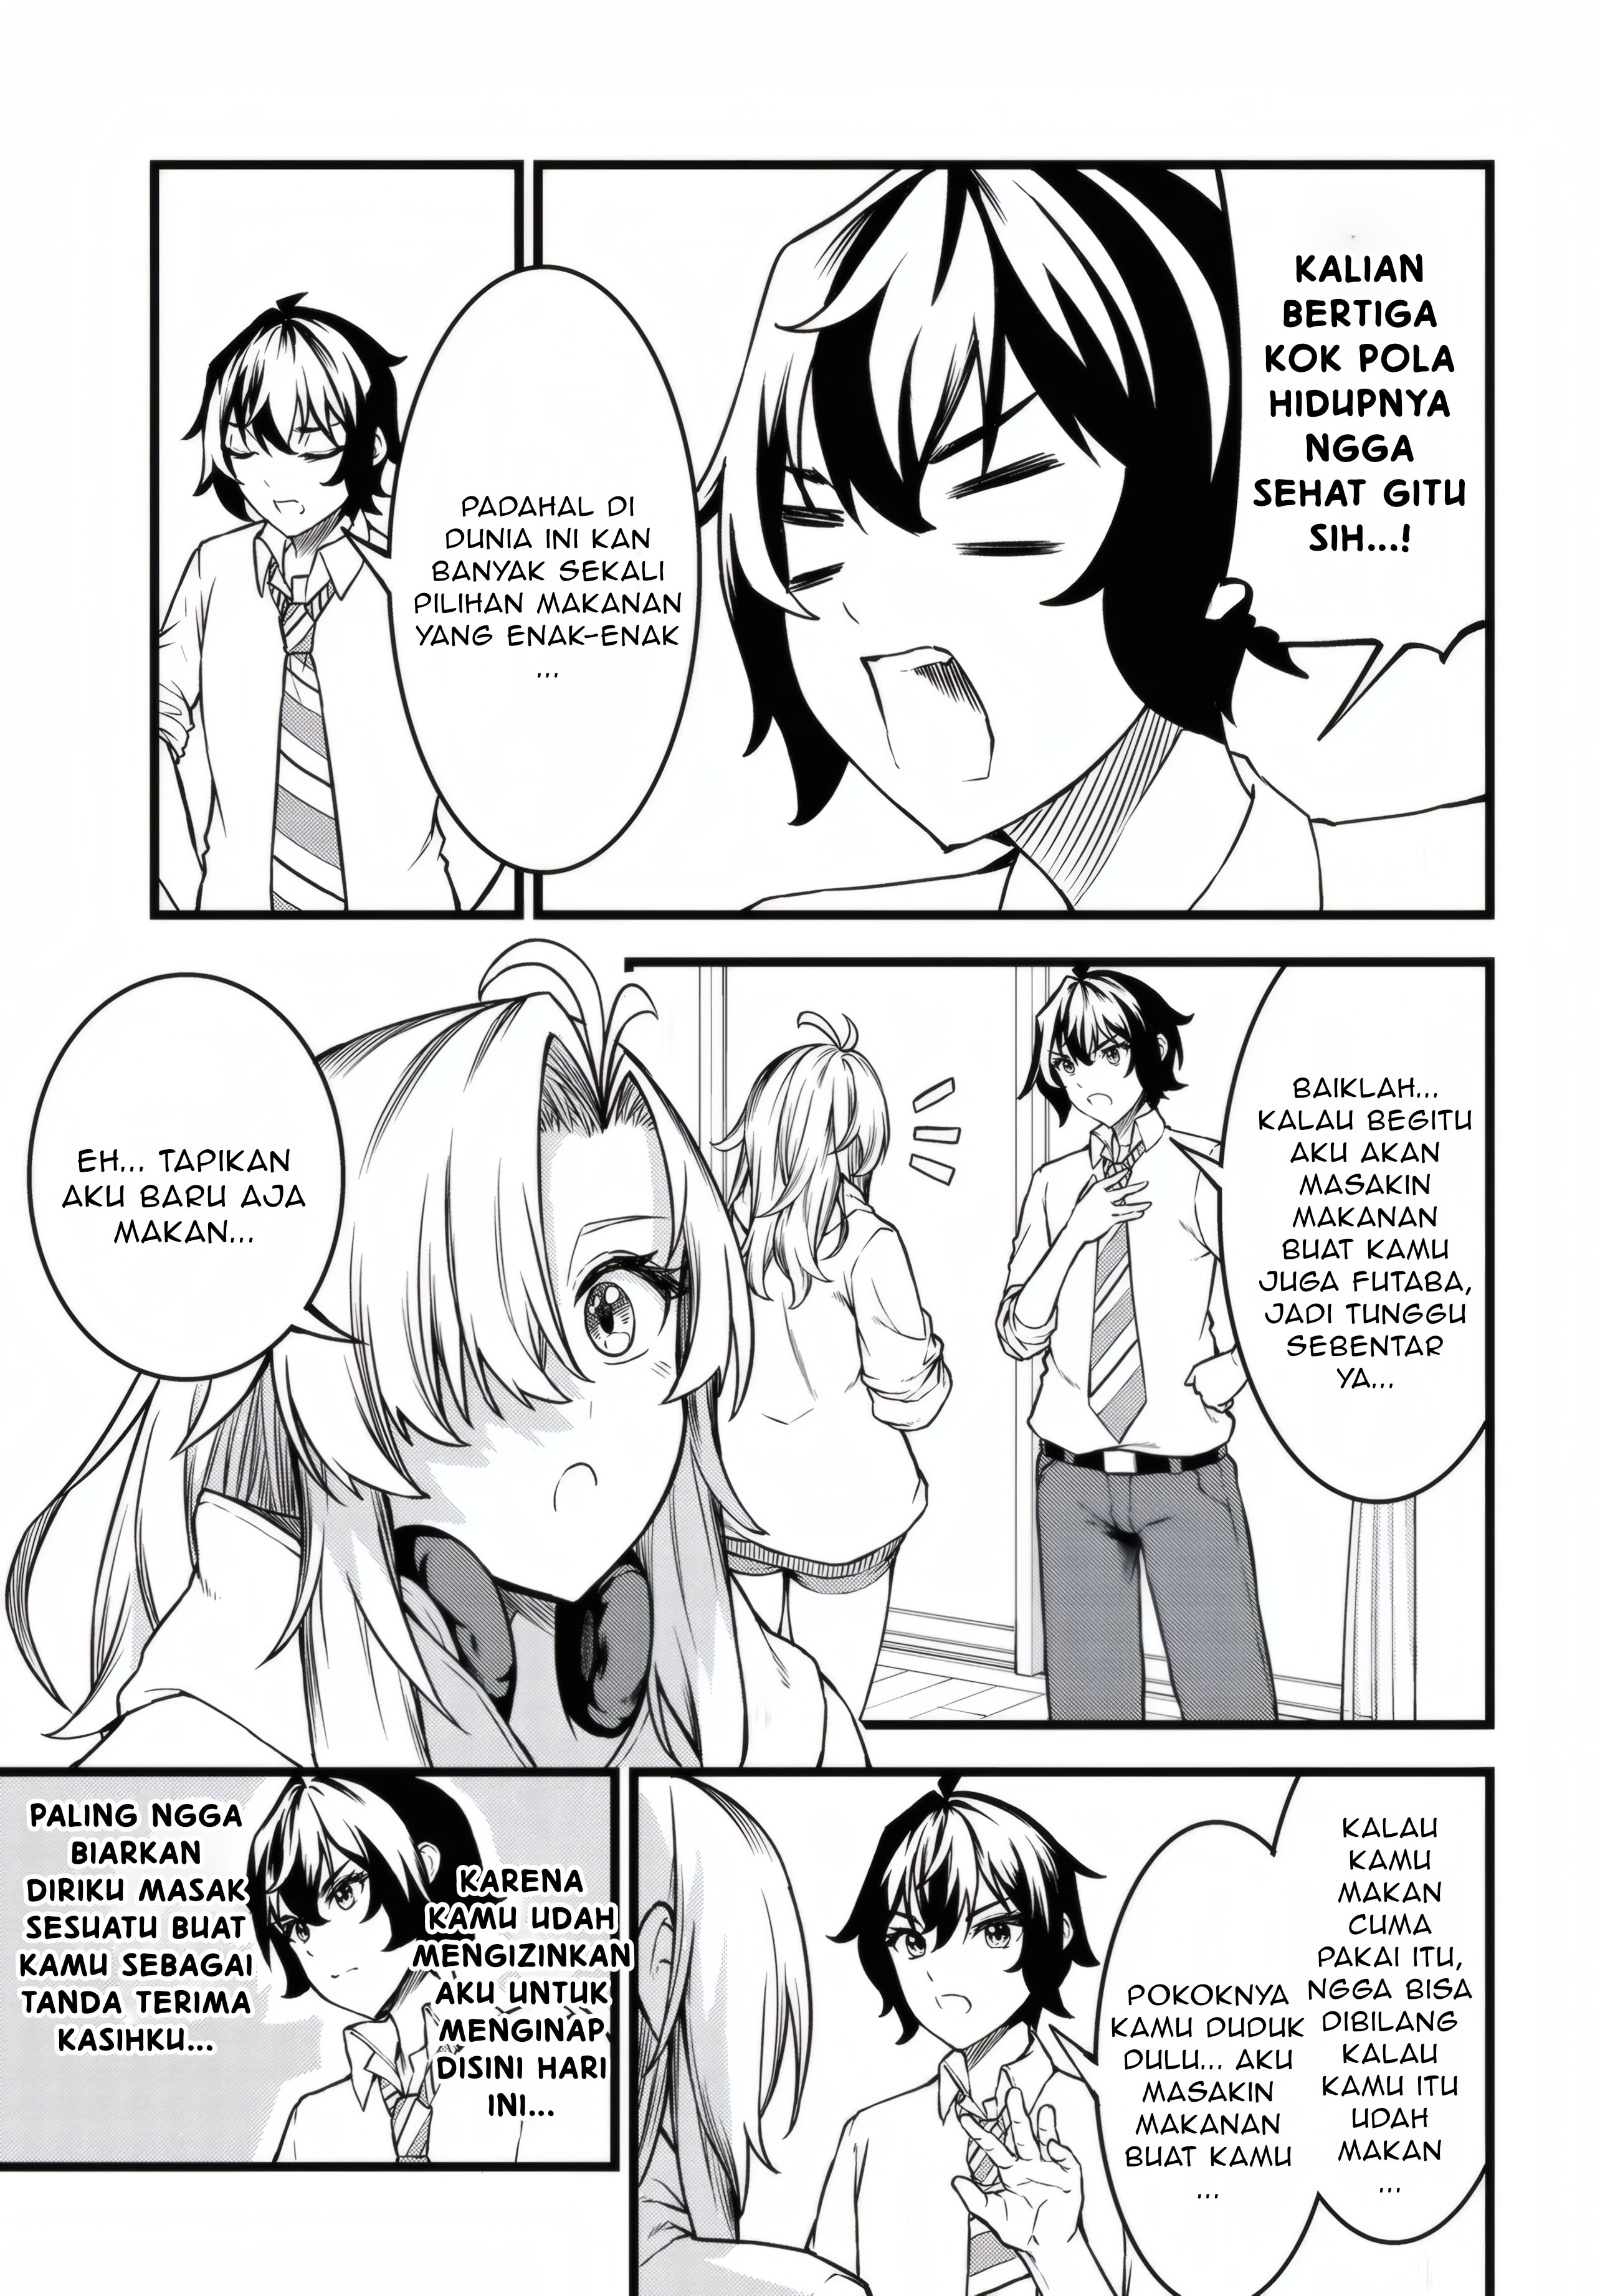 KALIAN
BERTIGA
KOK POLA
HIDUPNYA
NGGA
SEHAT GITU
SIH...!
PADAHAL DI
DUNIA INI KAN
BANYAK SEKALI
PILIHAN MAKANAN
YANG ENAK-ENAK
...
BAIKLAH...
KALAU BEGITU
AKU AKAN
MASAKIN
MAKANAN
BUAT KAMU
JUGA FUTABA,
JADI TUNGGU
SEBENTAR
YA...
EH... TAPIKAN
AKU BARU AJA
MAKAN...
KALAU
KAMU
MAKAN
CUMA
PAKAI ITU,
NGGA BISA
DIBILANG
KALAU
KAMU ITU
UDAH
MAKAN
...
POKOKNYA
KAMU DUDUK
DULU... AKU
MASAKIN
MAKANAN
BUAT KAMU
...
KARENA
KAMU UDAH
MENGIZINKAN
AKU UNTUK
MENGINAP
DISINI HARI
INI...
PALING NGGA
BIARKAN
DIRIKU MASAK
SESUATU BUAT
KAMU SEBAGAI
TANDA TERIMA
KASIHKU...